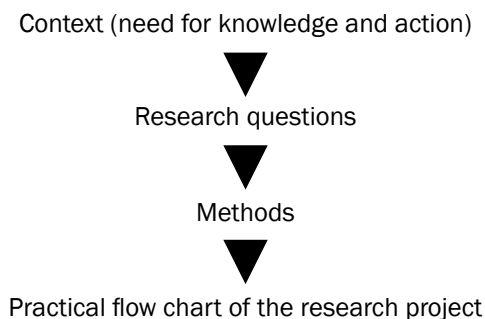 Context (need for knowledge and action)
Research questions
Methods
Practical flow chart of the research project